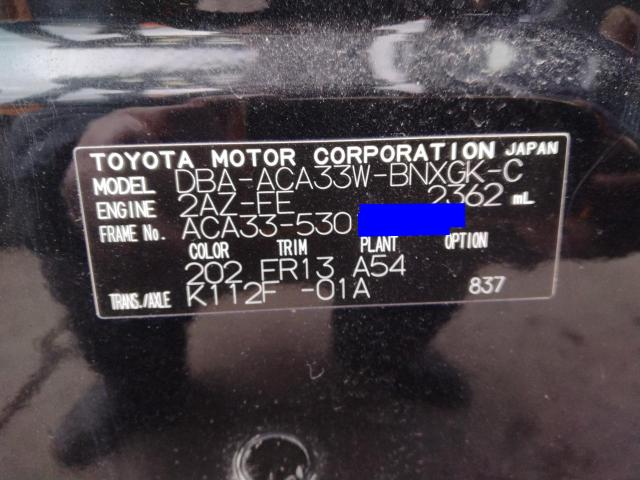 TOYOTA MOTOR CORPORATION JAPAN
MODEL DBA-ACA33W-BNXGK-C
ENGINE 2AZ-FE 2362 mL
FRAME No. ACA33-530
COLOR TRIM PLANT OPTION
202 FR13 A54
TRANS./AXLE K112F -01A 837